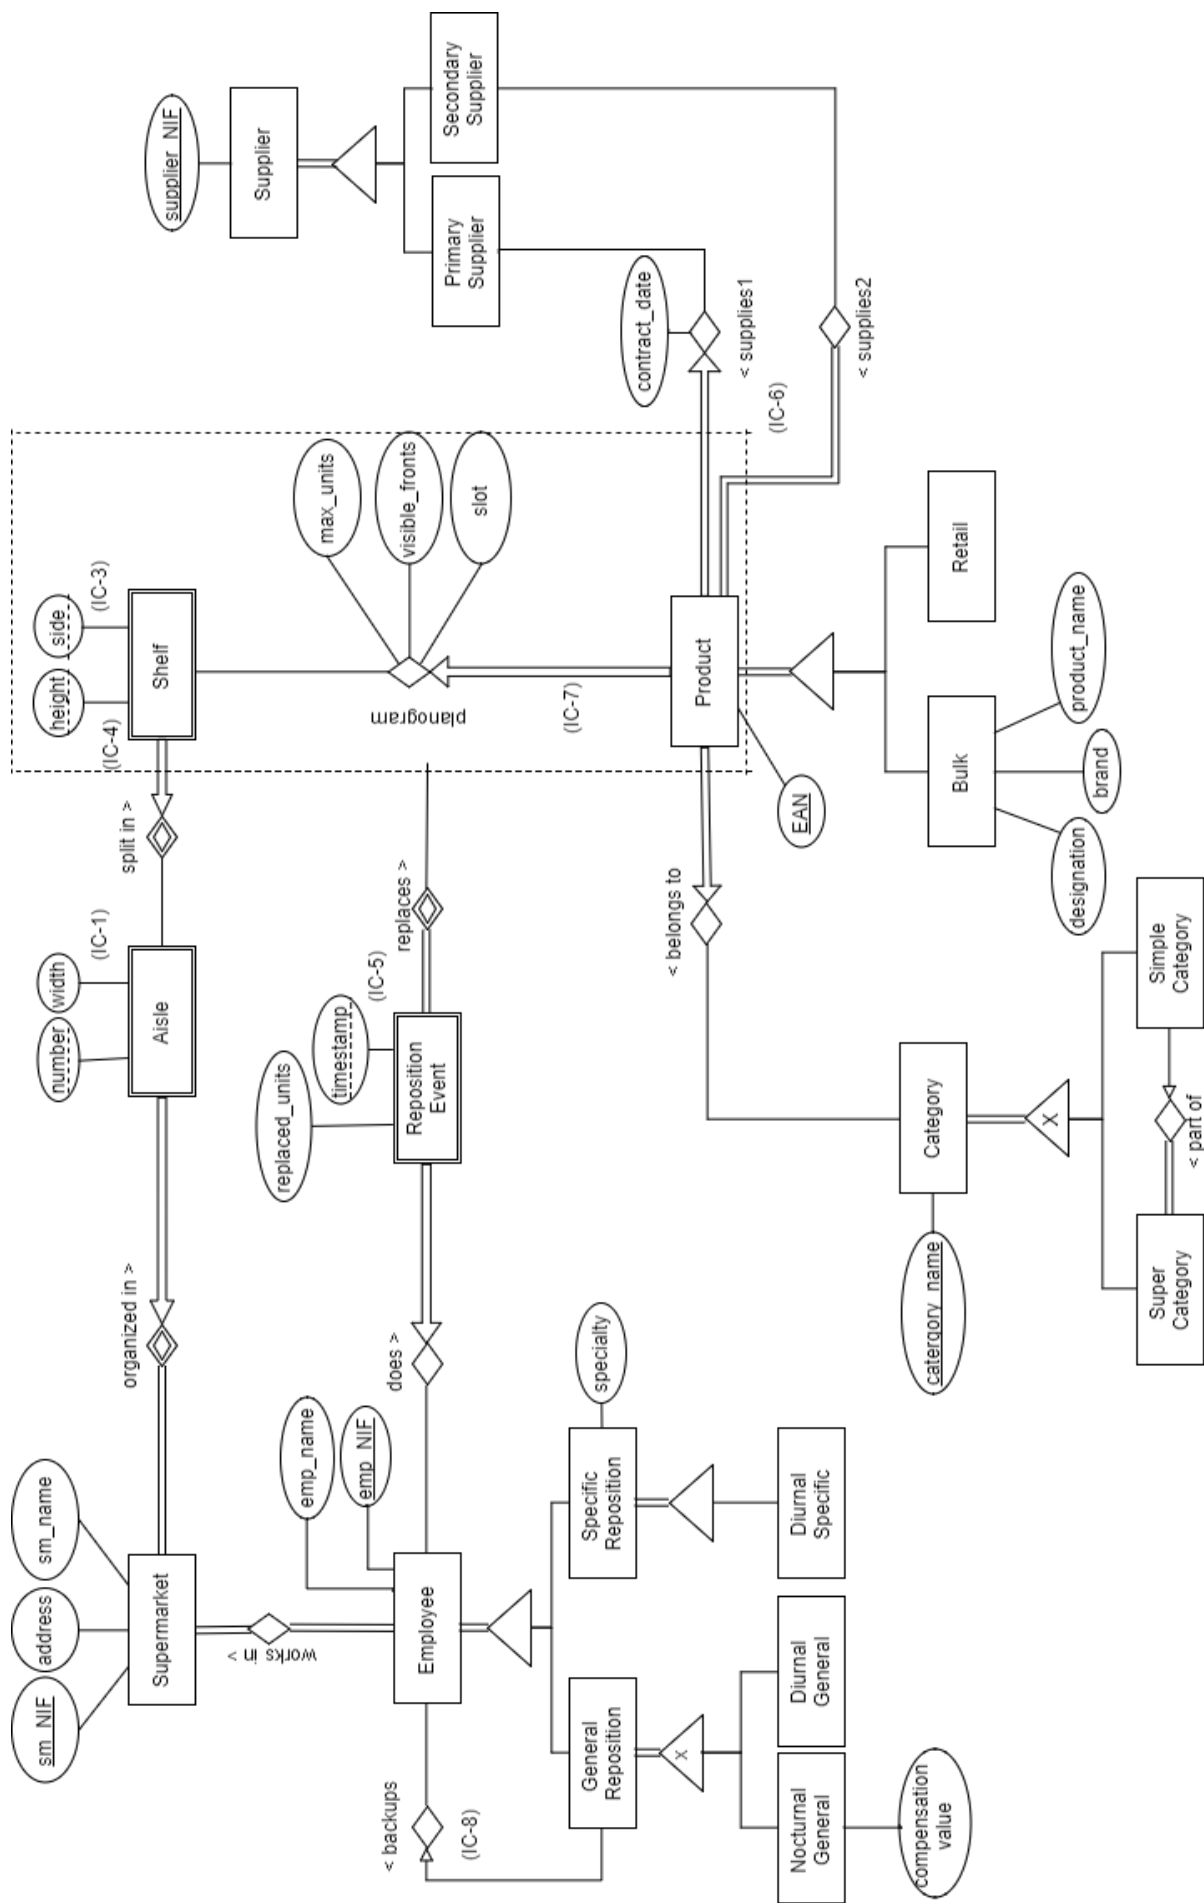 sm_NIF
address
sm_name
Supermarket
organized in >
number
width
Aisle
(IC-1)
split in >
(IC-4)
height
side
(IC-3)
Shelf
works in >
emp_name
emp_NIF
Employee
does >
replaced_units
timestamp
Reposition
Event
(IC-5)
replaces >
planogram
max_units
visible_fronts
slot
(IC-7)
supplier_NIF
Supplier
Primary
Supplier
Secondary
Supplier
contract_date
< supplies1
(IC-6)
< supplies2
< backups
(IC-8)
General
Reposition
x
Nocturnal
General
Diurnal
General
compensation
value
Specific
Reposition
specialty
Diurnal
Specific
< belongs to
Product
EAN
Bulk
Retail
designation
brand
product_name
catergory_name
Category
X
Super
Category
< part of
Simple
Category